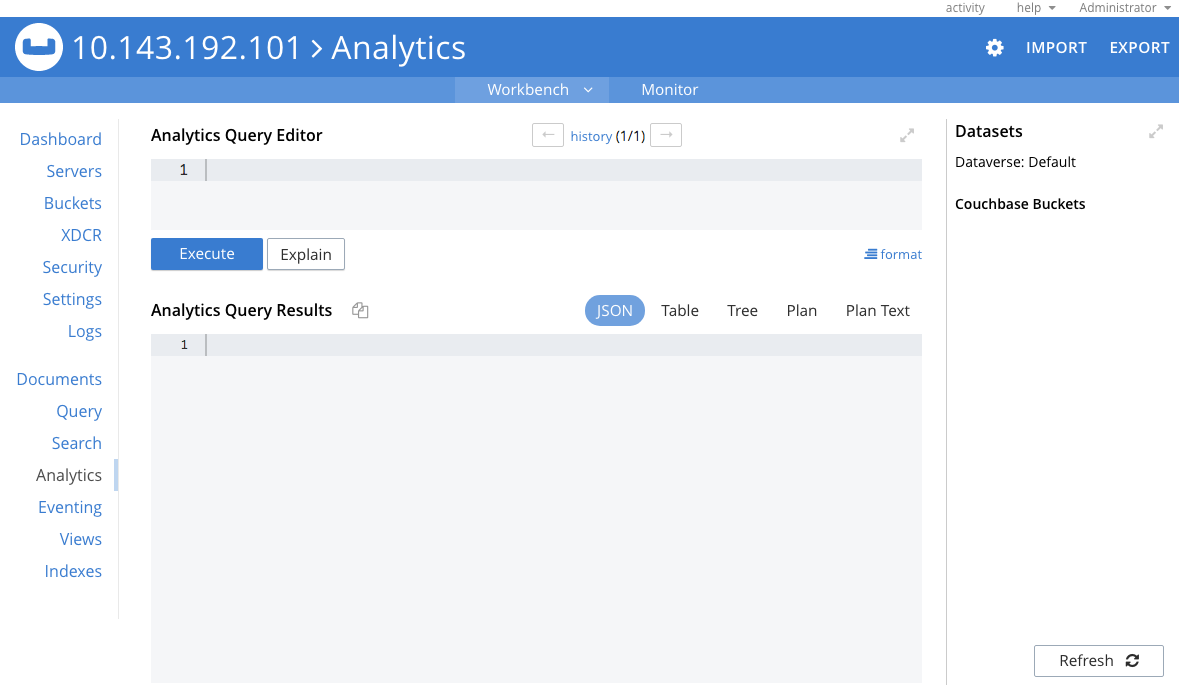 activity help Administrator
10.143.192.101 > Analytics IMPORT EXPORT
Workbench Monitor
Dashboard
Servers
Buckets
XDCR
Security
Settings
Logs
Documents
Query
Search
Analytics
Eventing
Views
Indexes
Analytics Query Editor ← history (1/1) →
1
Execute Explain format
Analytics Query Results JSON Table Tree Plan Plan Text
1
Datasets
Dataverse: Default
Couchbase Buckets
Refresh